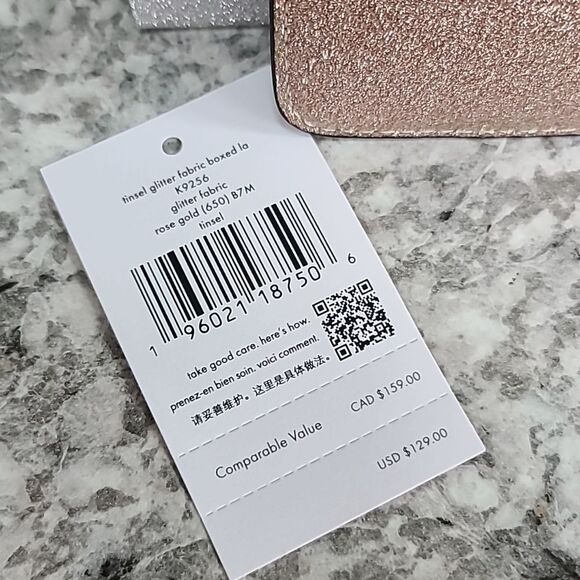 tinsel glitter fabric boxed la
K9256
glitter fabric
rose gold (650) B7M
tinsel
1 96021 18750 6
take good care. here's how.
prenez-en bien soin. voici comment.
请妥善维护。这里是具体做法。
Comparable Value CAD $159.00
USD $129.00